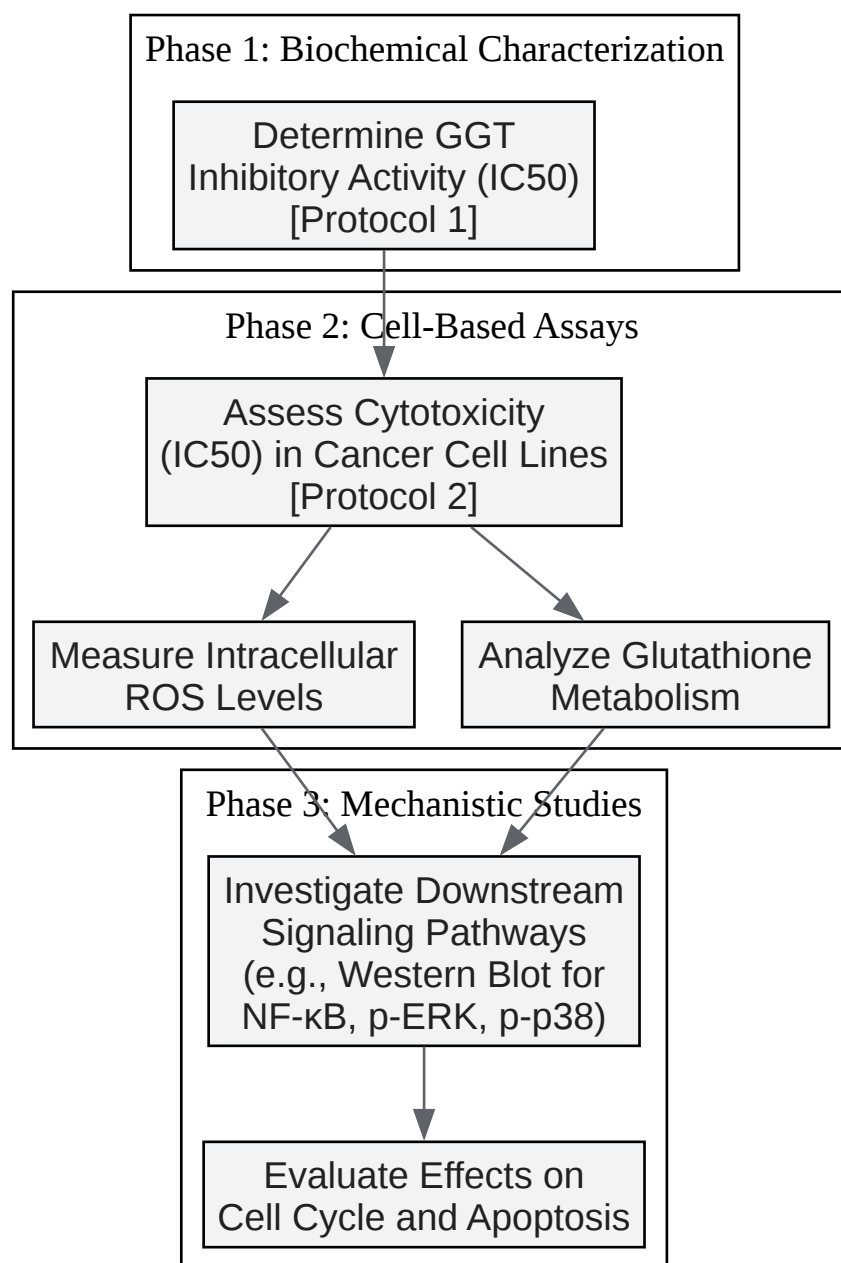 Phase 1: Biochemical Characterization
Determine GGT
Inhibitory Activity (IC50)
[Protocol 1]
Phase 2: Cell-Based Assays
Assess Cytotoxicity
(IC50) in Cancer Cell Lines
[Protocol 2]
Measure Intracellular
ROS Levels
Analyze Glutathione
Metabolism
Phase 3: Mechanistic Studies
Investigate Downstream
Signaling Pathways
(e.g., Western Blot for
NF-κB, p-ERK, p-p38)
Evaluate Effects on
Cell Cycle and Apoptosis